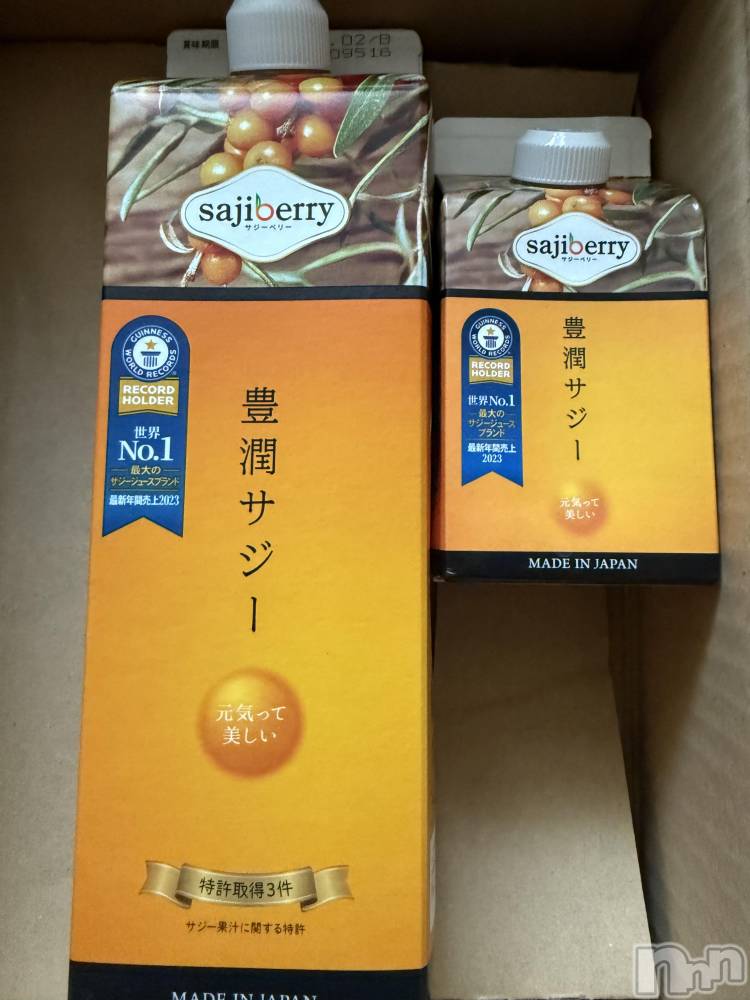 賞味期限
.02/B
09516
sajiberry
サジーベリー
GUINNESS
WORLD RECORDS
RECORD
HOLDER
世界
No.1
最大の
サジージュースブランド
最新年間売上2023
豊潤サジー
元気って
美しい
特許取得3件
サジー果汁に関する特許
MADE IN JAPAN
sajiberry
サジーベリー
GUINNESS
WORLD RECORDS
RECORD
HOLDER
世界No.1
最大の
サジージュース
ブランド
最新年間売上
2023
豊潤サジー
元気って
美しい
MADE IN JAPAN
nnn